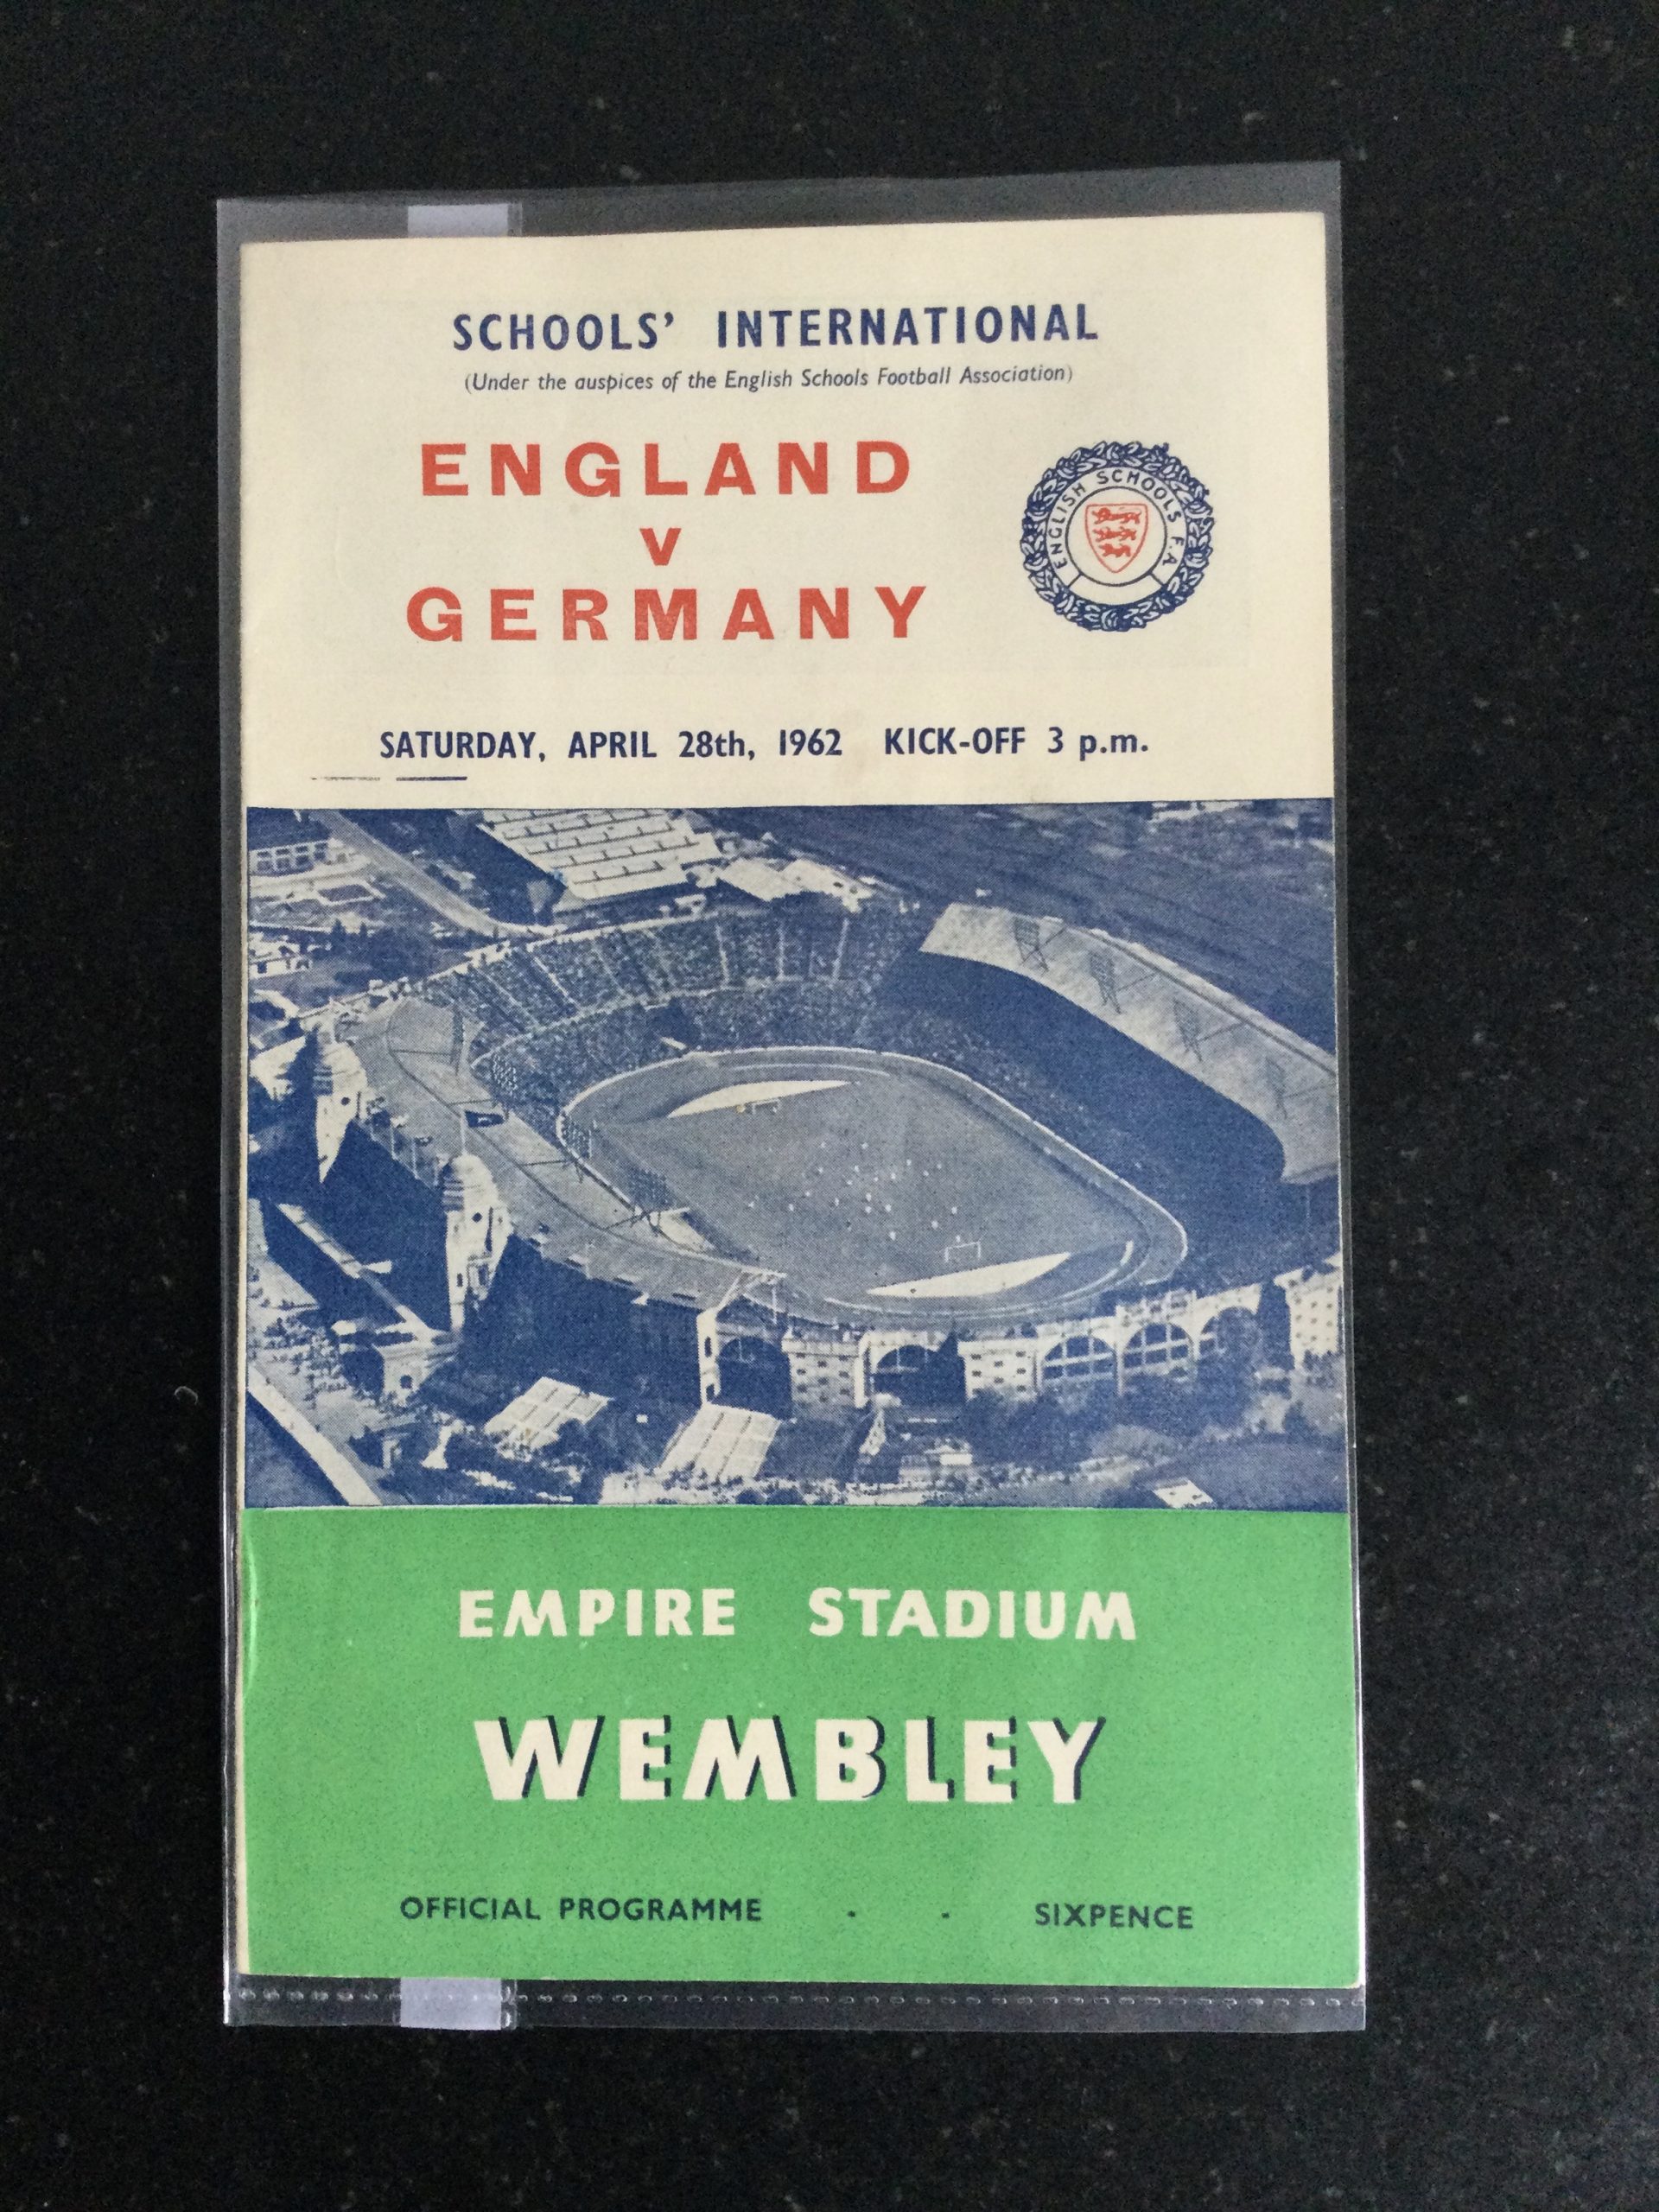 SCHOOLS' INTERNATIONAL
(Under the auspices of the English Schools Football Association)
ENGLAND
v
GERMANY
ENGLISH SCHOOLS F.A
SATURDAY, APRIL 28th, 1962 KICK-OFF 3 p.m.
EMPIRE STADIUM
WEMBLEY
OFFICIAL PROGRAMME - - SIXPENCE